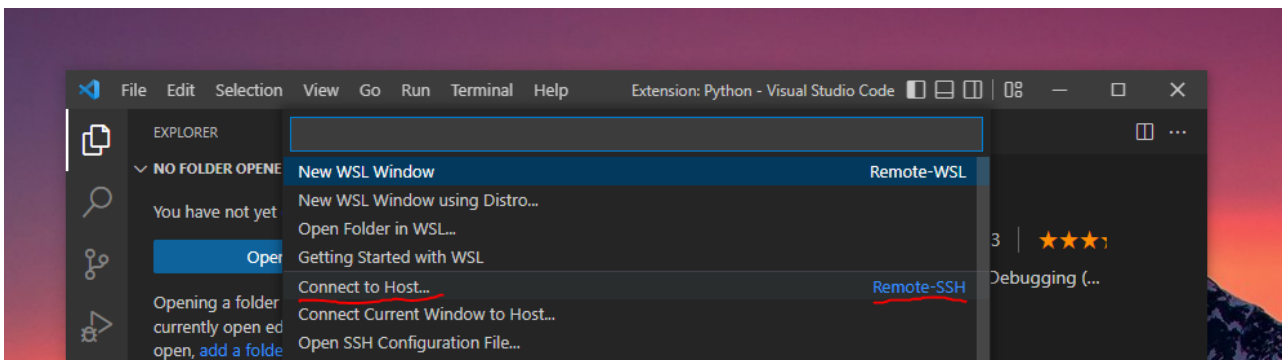 File Edit Selection View Go Run Terminal Help Extension: Python - Visual Studio Code
EXPLORER
NO FOLDER OPENE
New WSL Window Remote-WSL
New WSL Window using Distro...
You have not yet
Open Folder in WSL...
3
Open
Getting Started with WSL
Debugging (...
Connect to Host... Remote-SSH
Opening a folder
Connect Current Window to Host...
currently open ed
Open SSH Configuration File...
open, add a folde